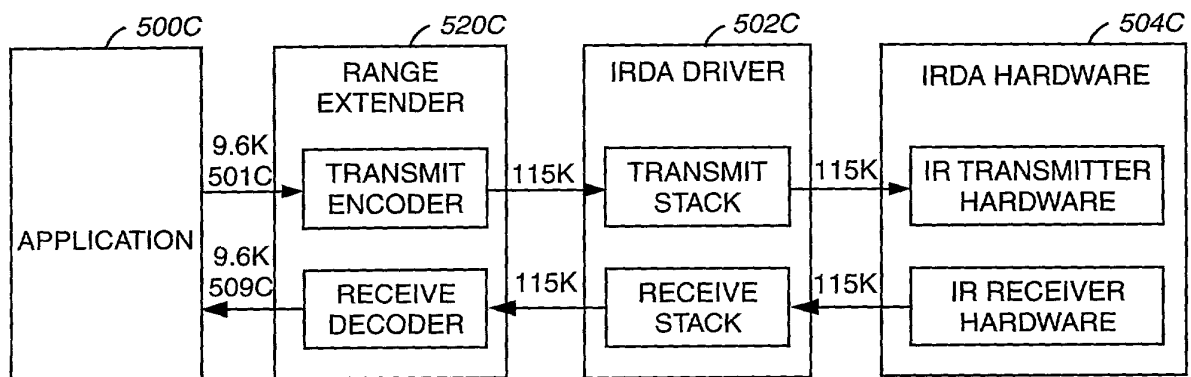 500C
520C
502C
504C
RANGE
EXTENDER
IRDA DRIVER
IRDA HARDWARE
9.6K
501C
TRANSMIT
ENCODER
115K
TRANSMIT
STACK
115K
IR TRANSMITTER
HARDWARE
APPLICATION
9.6K
509C
RECEIVE
DECODER
115K
RECEIVE
STACK
115K
IR RECEIVER
HARDWARE